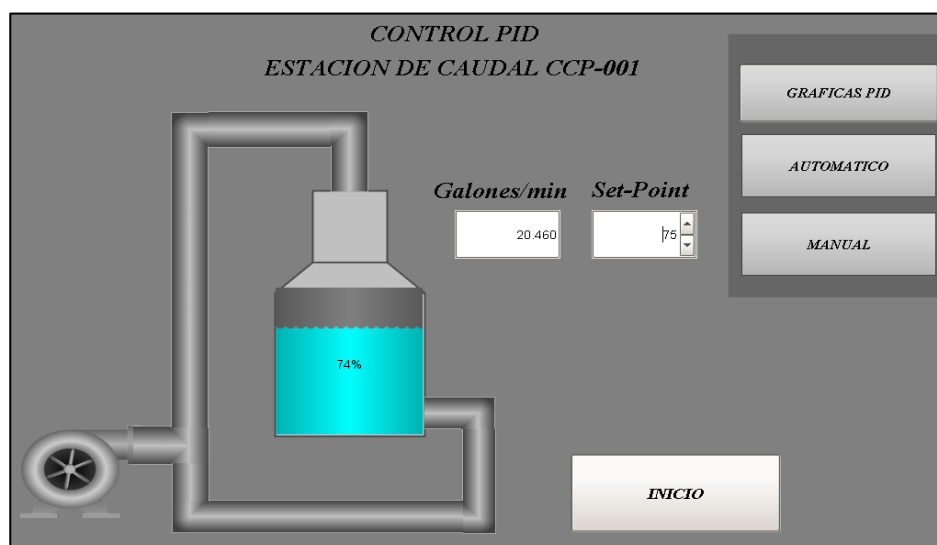 CONTROL PID
ESTACION DE CAUDAL CCP-001
GRAFICAS PID
AUTOMATICO
MANUAL
Galones/min Set-Point
20.460 75
74%
INICIO